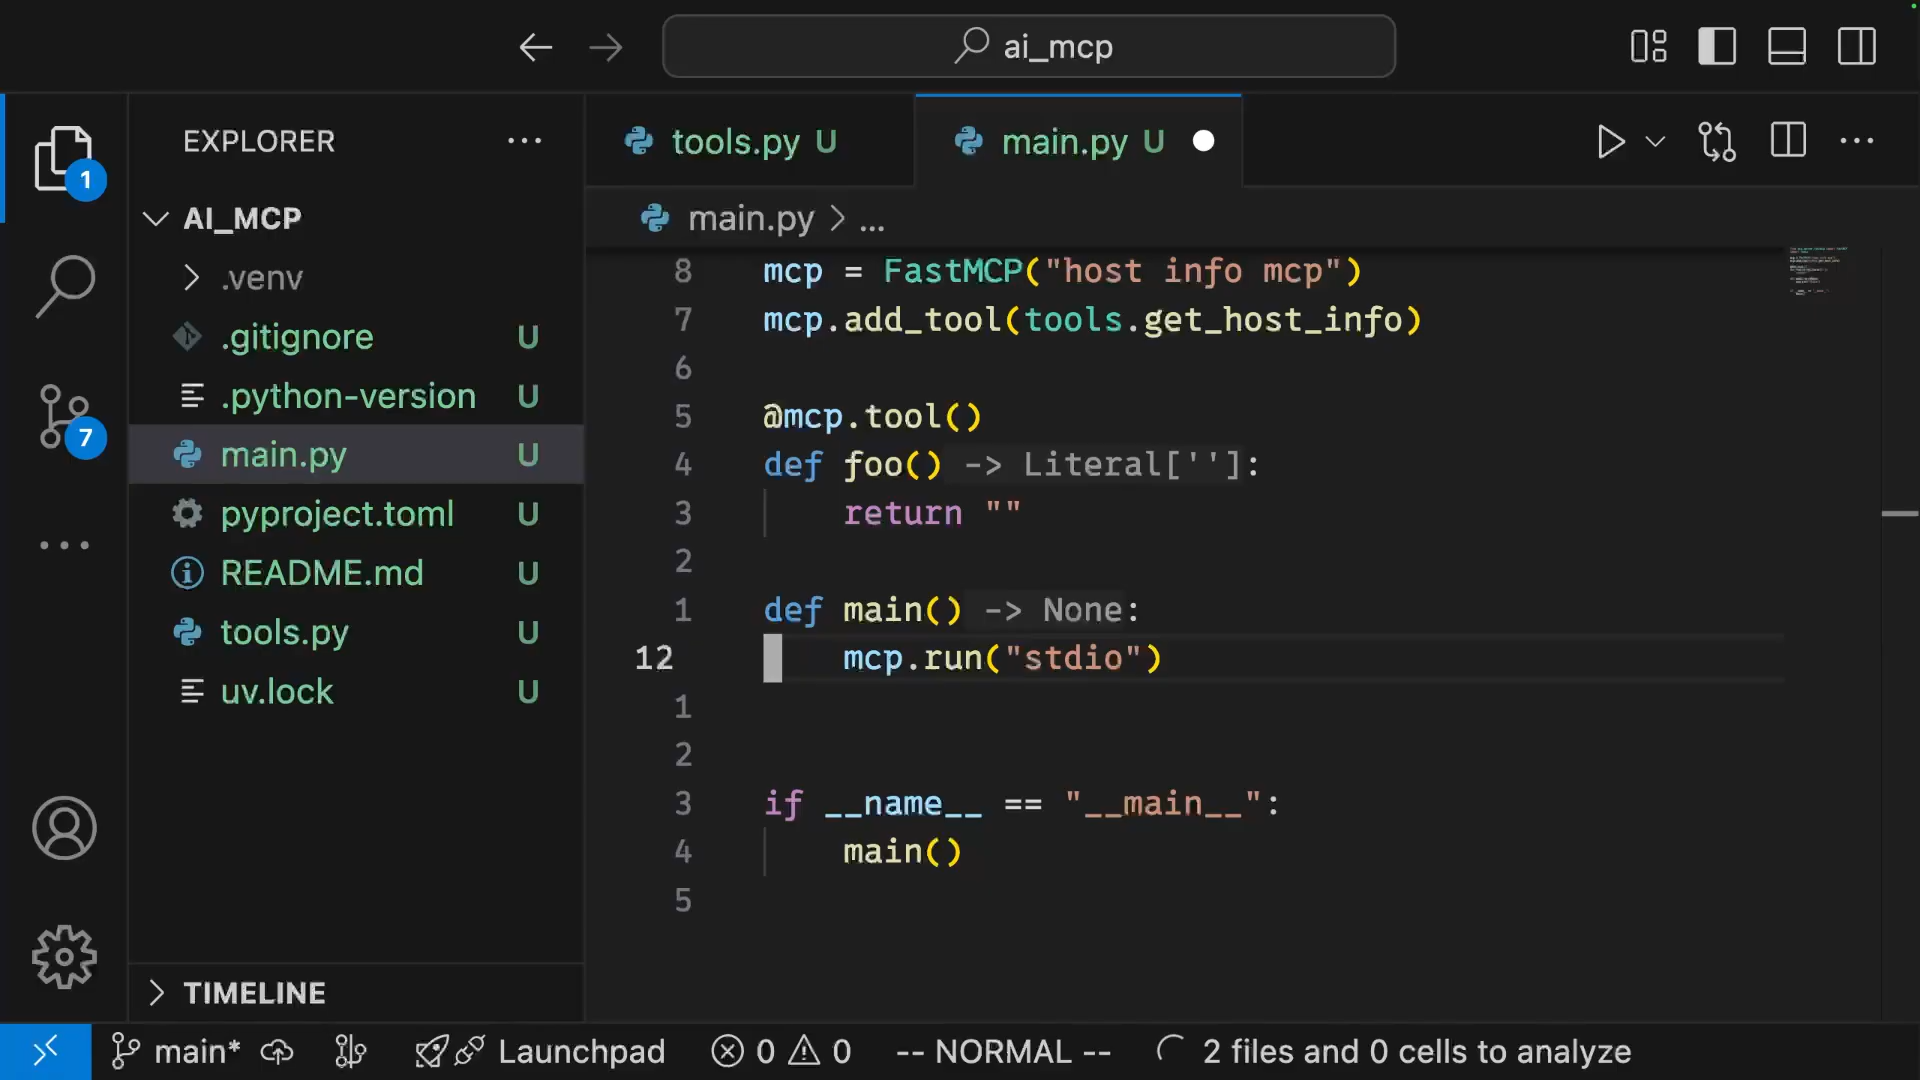 ai_mcp
EXPLORER
tools.py U
main.py U
1
AI_MCP
main.py > ...
.venv
.gitignore U
.python-version U
main.py U
pyproject.toml U
README.md U
tools.py U
uv.lock U
7
8 mcp = FastMCP("host info mcp")
7 mcp.add_tool(tools.get_host_info)
6
5 @mcp.tool()
4 def foo() -> Literal['']:
3 return ""
2
1 def main() -> None:
12 mcp.run("stdio")
1
2
3 if __name__ == "__main__":
4 main()
5
TIMELINE
main* Launchpad 0 0 -- NORMAL -- 2 files and 0 cells to analyze